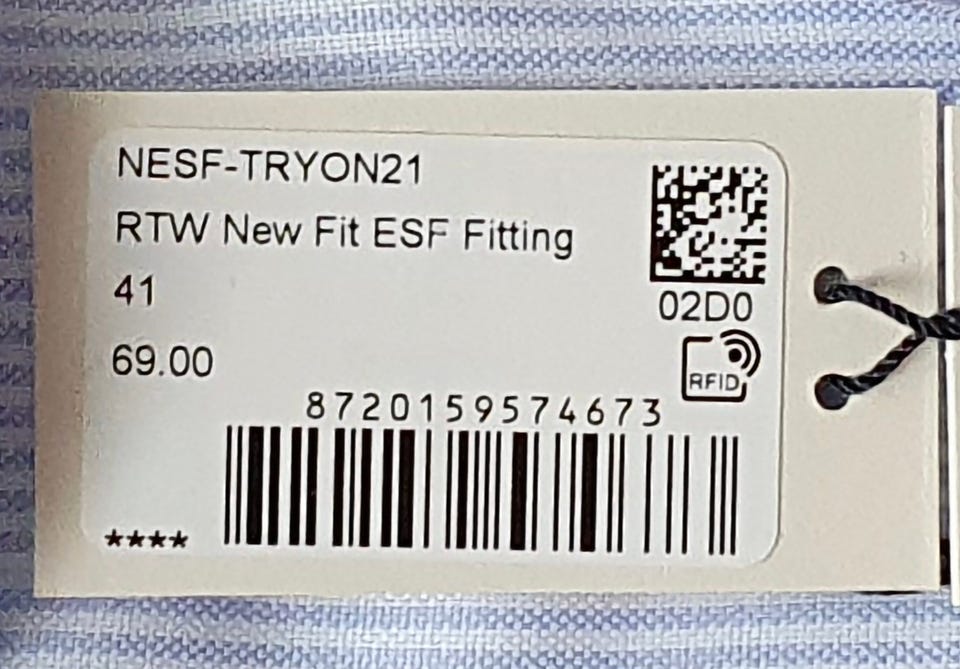 NESF-TRYON21
RTW New Fit ESF Fitting
41
02D0
69.00
RFID
8720159574673
****